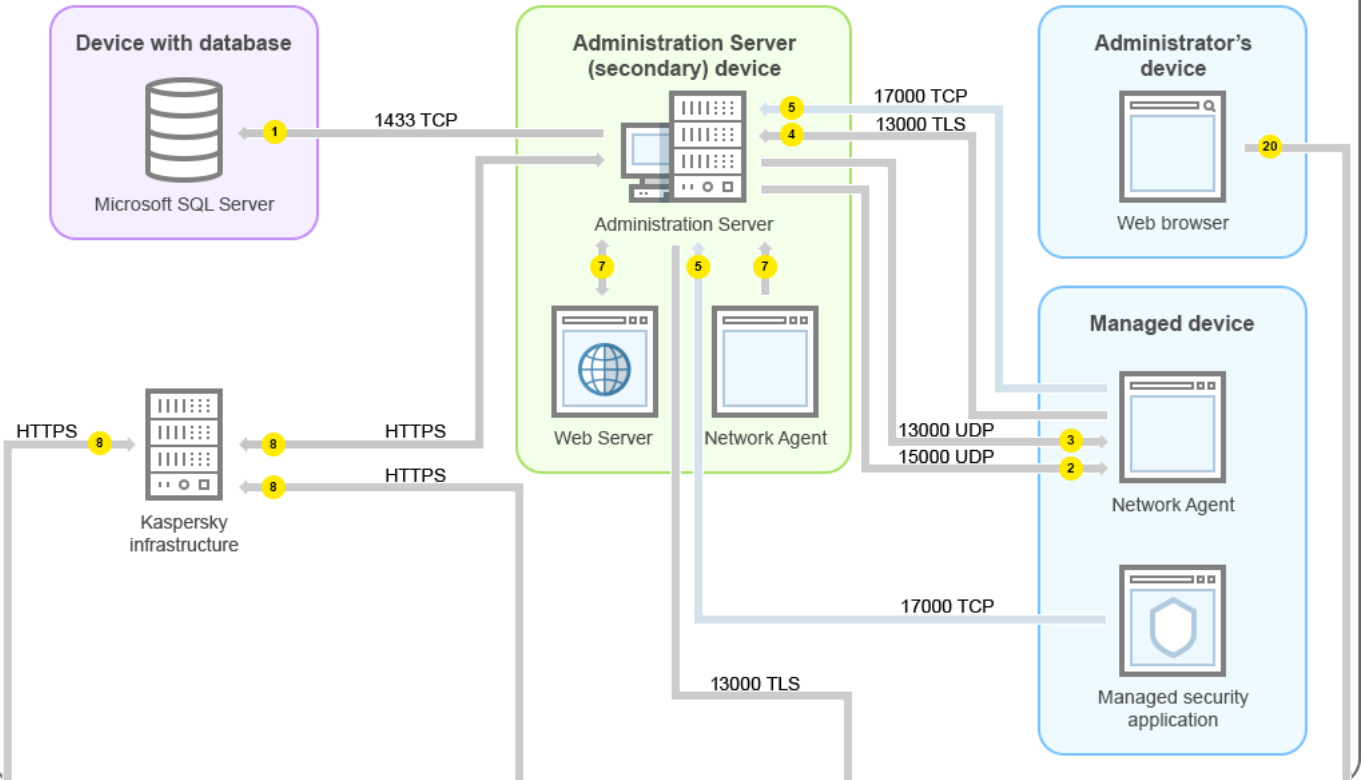 Device with database
1
1433 TCP
Microsoft SQL Server
Administration Server
(secondary) device
Administration Server
7
5
7
Web Server
Network Agent
5
17000 TCP
4
13000 TLS
Administrator's
device
20
Web browser
Managed device
13000 UDP
3
15000 UDP
2
Network Agent
17000 TCP
Managed security
application
HTTPS
8
8
HTTPS
8
HTTPS
Kaspersky
infrastructure
13000 TLS